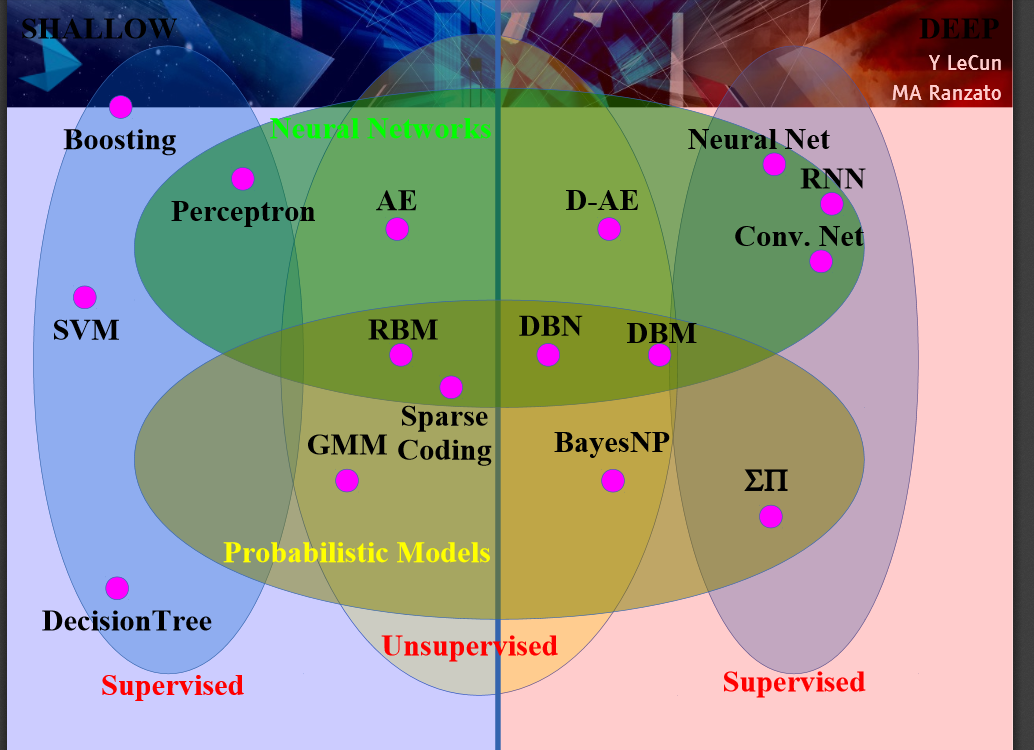 SHALLOW
DEEP
Y LeCun
MA Ranzato
Boosting
Neural Networks
Neural Net
RNN
Perceptron
AE
D-AE
Conv. Net
SVM
RBM
DBN
DBM
Sparse
Coding
GMM
BayesNP
ΣΠ
Probabilistic Models
DecisionTree
Unsupervised
Supervised
Supervised